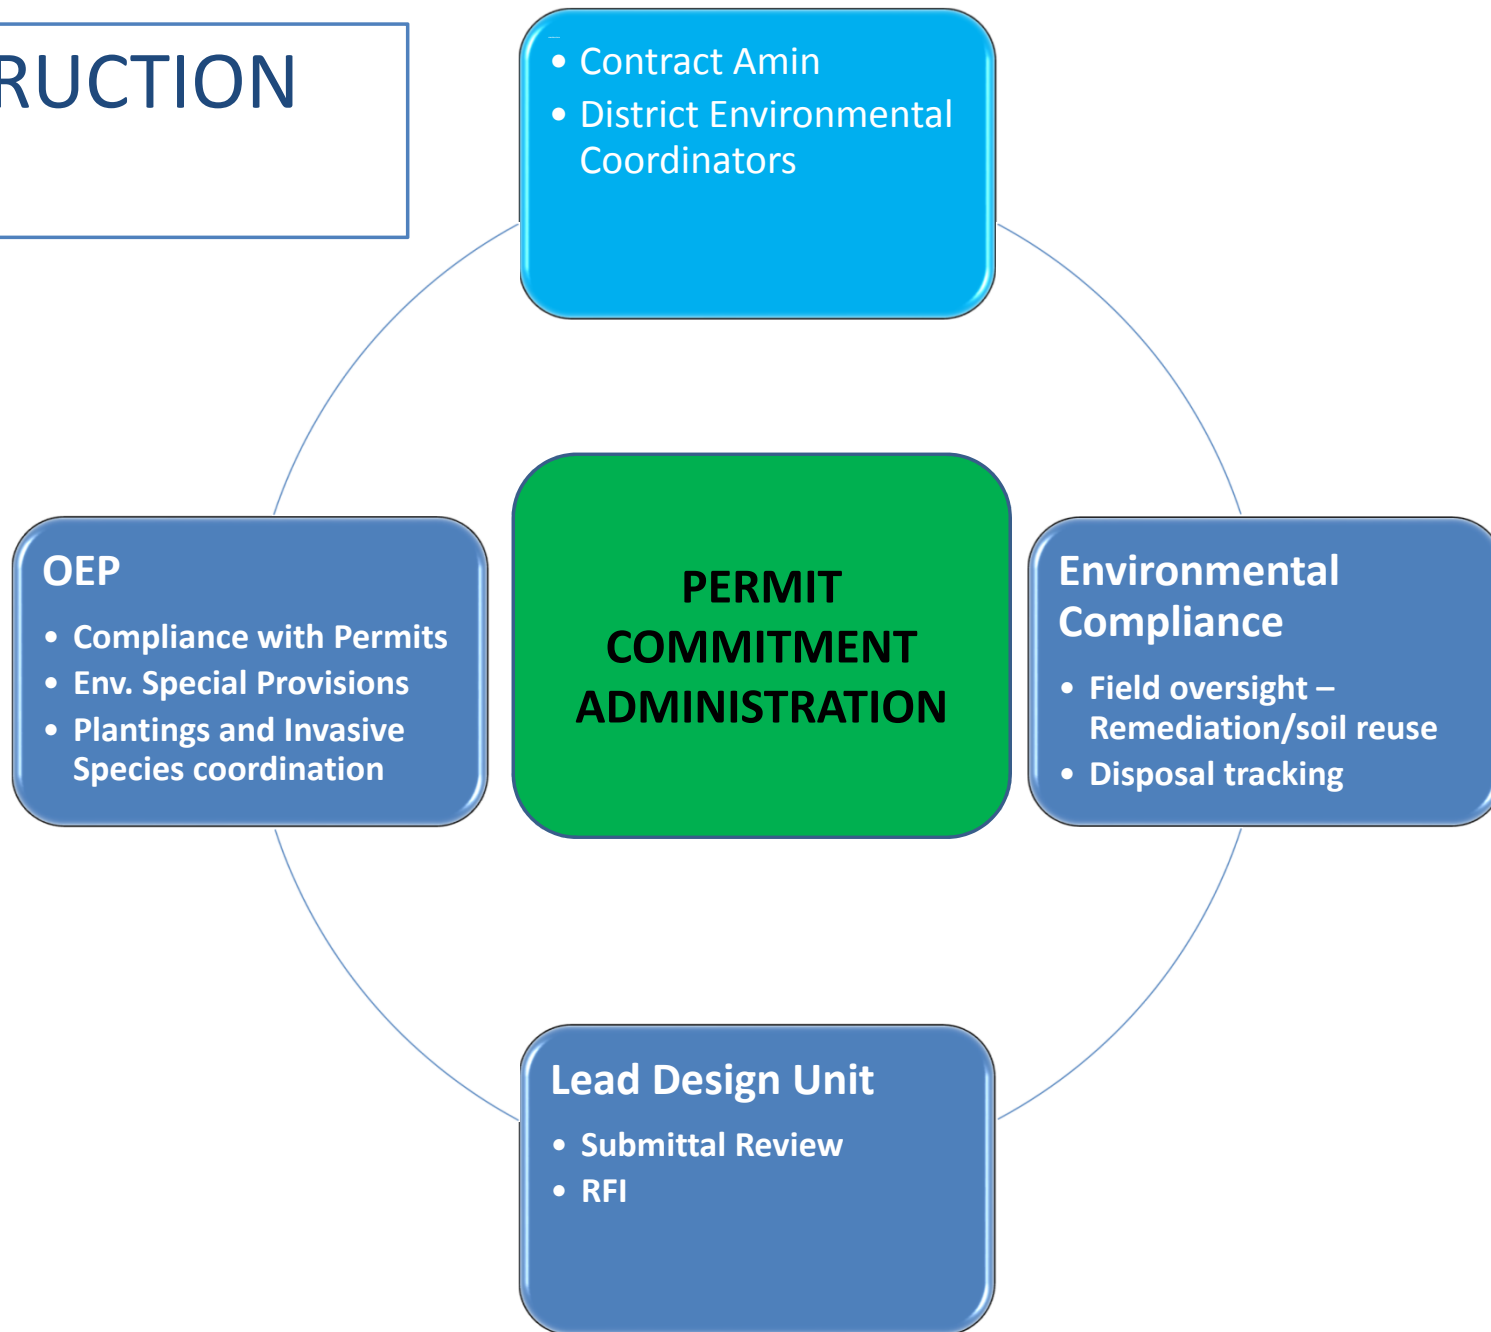 RUCTION
• Contract Amin
• District Environmental
Coordinators
OEP
• Compliance with Permits
• Env. Special Provisions
• Plantings and Invasive
Species coordination
PERMIT
COMMITMENT
ADMINISTRATION
Environmental
Compliance
• Field oversight –
Remediation/soil reuse
• Disposal tracking
Lead Design Unit
• Submittal Review
• RFI